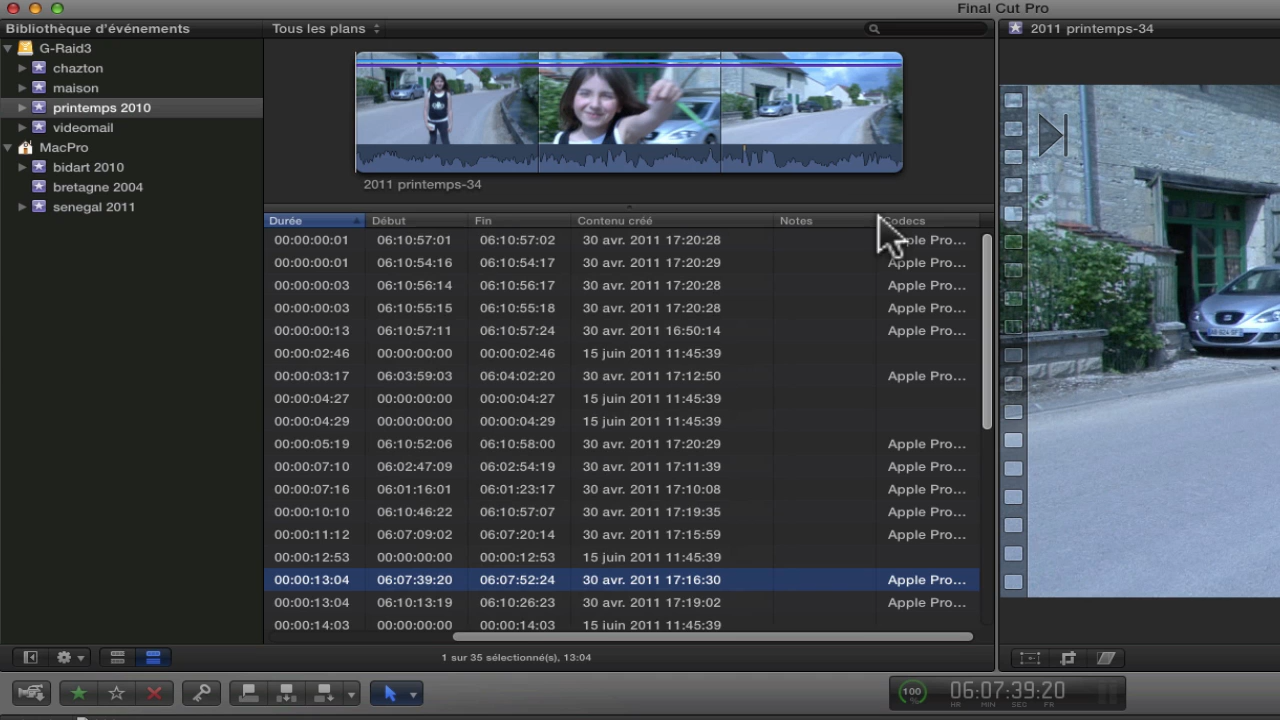 Final Cut Pro
Bibliothèque d'événements
Tous les plans
2011 printemps-34
G-Raid3
chazton
maison
printemps 2010
videomail
MacPro
bidart 2010
bretagne 2004
senegal 2011
2011 printemps-34
Durée Début Fin Contenu créé Notes Codecs
00:00:00:01 06:10:57:01 06:10:57:02 30 avr. 2011 17:20:28 Pro...
00:00:00:01 06:10:54:16 06:10:54:17 30 avr. 2011 17:20:29 Apple Pro...
00:00:00:03 06:10:56:14 06:10:56:17 30 avr. 2011 17:20:28 Apple Pro...
00:00:00:03 06:10:55:15 06:10:55:18 30 avr. 2011 17:20:28 Apple Pro...
00:00:00:13 06:10:57:11 06:10:57:24 30 avr. 2011 16:50:14 Apple Pro...
00:00:02:46 00:00:00:00 00:00:02:46 15 juin 2011 11:45:39
00:00:03:17 06:03:59:03 06:04:02:20 30 avr. 2011 17:12:50 Apple Pro...
00:00:04:27 00:00:00:00 00:00:04:27 15 juin 2011 11:45:39
00:00:04:29 00:00:00:00 00:00:04:29 15 juin 2011 11:45:39
00:00:05:19 06:10:52:06 06:10:58:00 30 avr. 2011 17:20:29 Apple Pro...
00:00:07:10 06:02:47:09 06:02:54:19 30 avr. 2011 17:11:39 Apple Pro...
00:00:07:16 06:01:16:01 06:01:23:17 30 avr. 2011 17:10:08 Apple Pro...
00:00:10:10 06:10:46:22 06:10:57:07 30 avr. 2011 17:19:35 Apple Pro...
00:00:11:12 06:07:09:02 06:07:20:14 30 avr. 2011 17:15:59 Apple Pro...
00:00:12:53 00:00:00:00 00:00:12:53 15 juin 2011 11:45:39
00:00:13:04 06:07:39:20 06:07:52:24 30 avr. 2011 17:16:30 Apple Pro...
00:00:13:04 06:10:13:19 06:10:26:23 30 avr. 2011 17:19:02 Apple Pro...
00:00:14:03 00:00:00:00 00:00:14:03 15 juin 2011 11:45:39
1 sur 35 sélectionné(s), 13:04
100 06:07:39:20
% HR MIN SEC FR